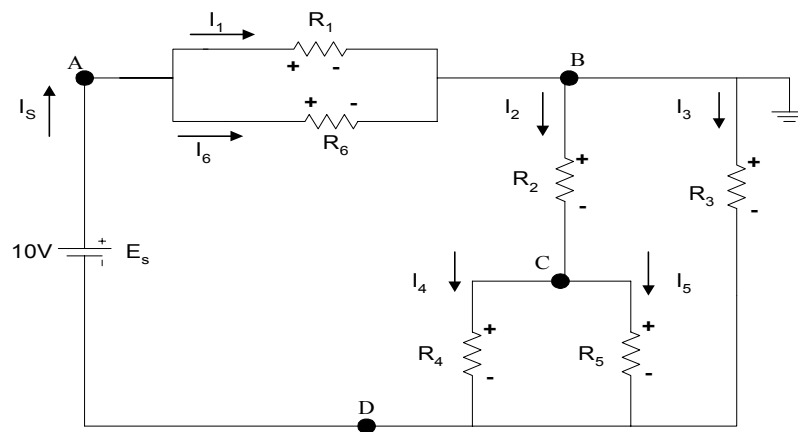 I1 R1
A
+ -
B
IS
+ -
I2
I3
I6
R6
+
+
R2
R3
-
-
10V
+
-
Es
C
I4
I5
+
+
R4
R5
-
-
D